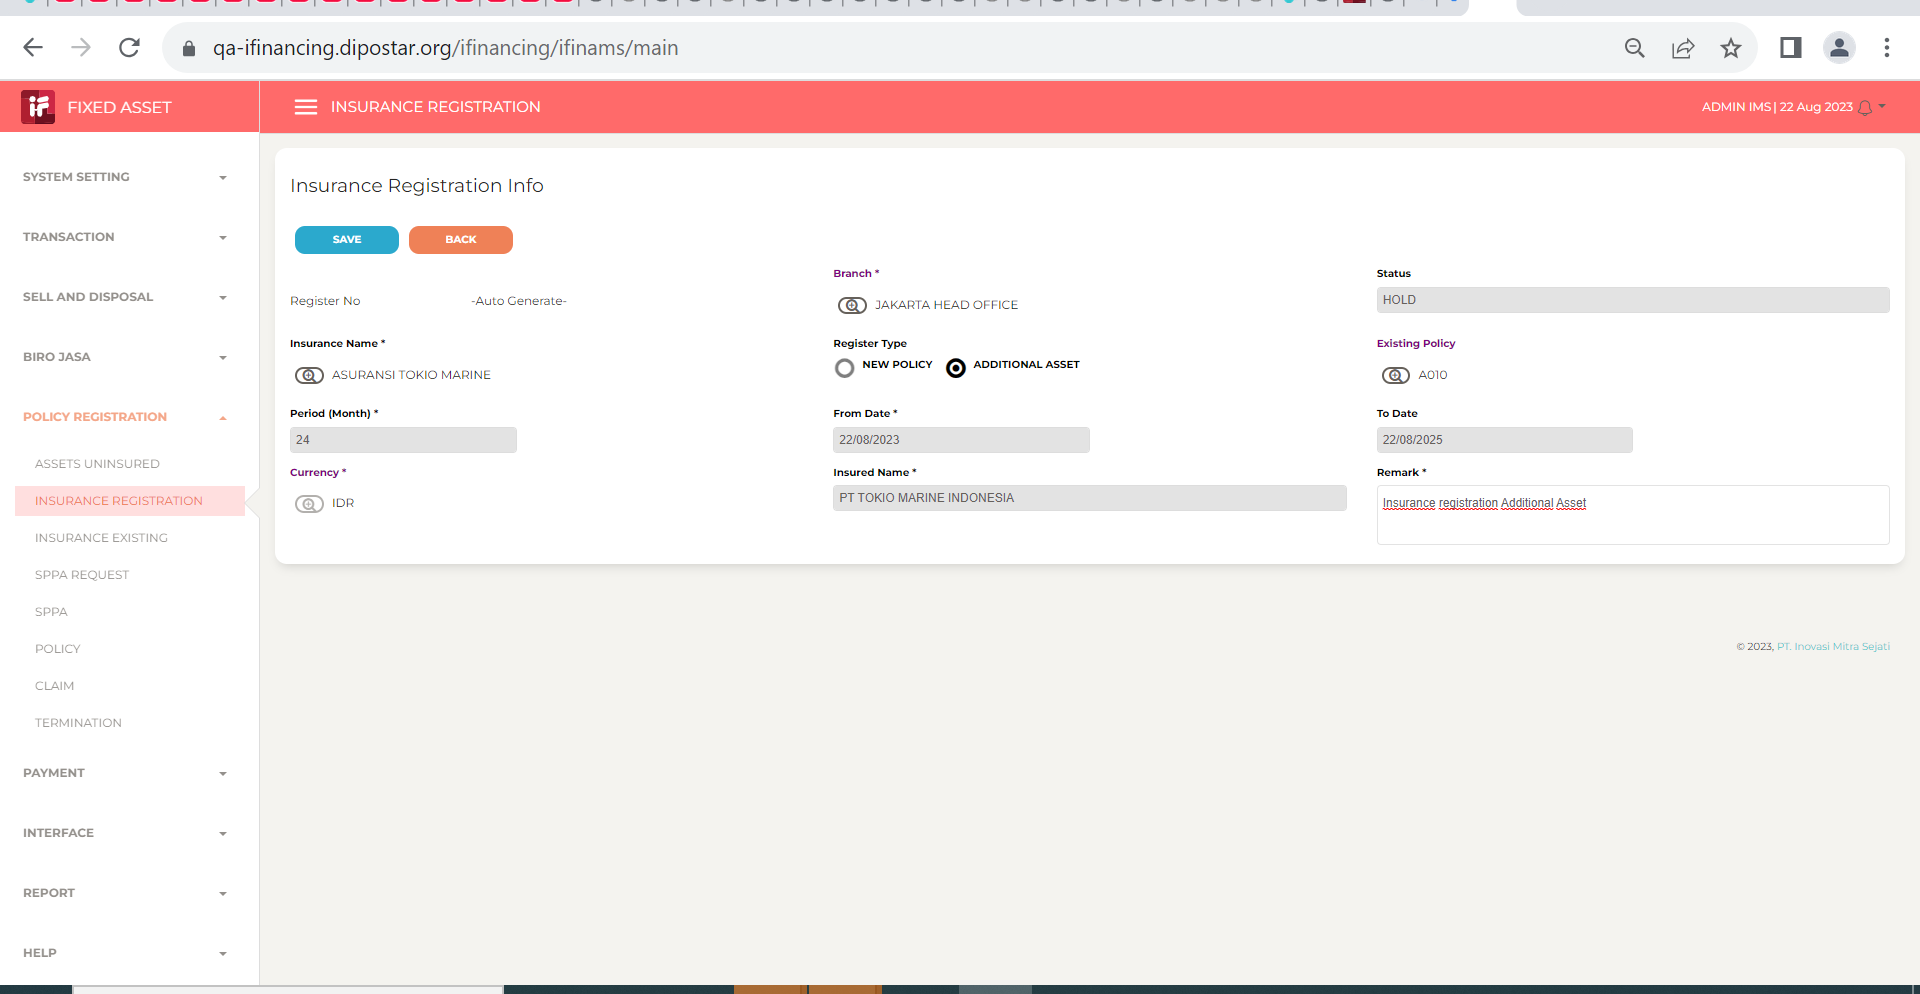 qa-ifinancing.dipostar.org/ifinancing/ifinams/main
iF FIXED ASSET
INSURANCE REGISTRATION
ADMIN IMS | 22 Aug 2023
SYSTEM SETTING
TRANSACTION
SELL AND DISPOSAL
BIRO JASA
POLICY REGISTRATION
ASSETS UNINSURED
INSURANCE REGISTRATION
INSURANCE EXISTING
SPPA REQUEST
SPPA
POLICY
CLAIM
TERMINATION
PAYMENT
INTERFACE
REPORT
HELP
Insurance Registration Info
SAVE BACK
Register No -Auto Generate-
Branch *
JAKARTA HEAD OFFICE
Status
HOLD
Insurance Name *
ASURANSI TOKIO MARINE
Register Type
NEW POLICY ADDITIONAL ASSET
Existing Policy
A010
Period (Month) *
24
From Date *
22/08/2023
To Date
22/08/2025
Currency *
IDR
Insured Name *
PT TOKIO MARINE INDONESIA
Remark *
Insurance registration Additional Asset
© 2023, PT. Inovasi Mitra Sejati